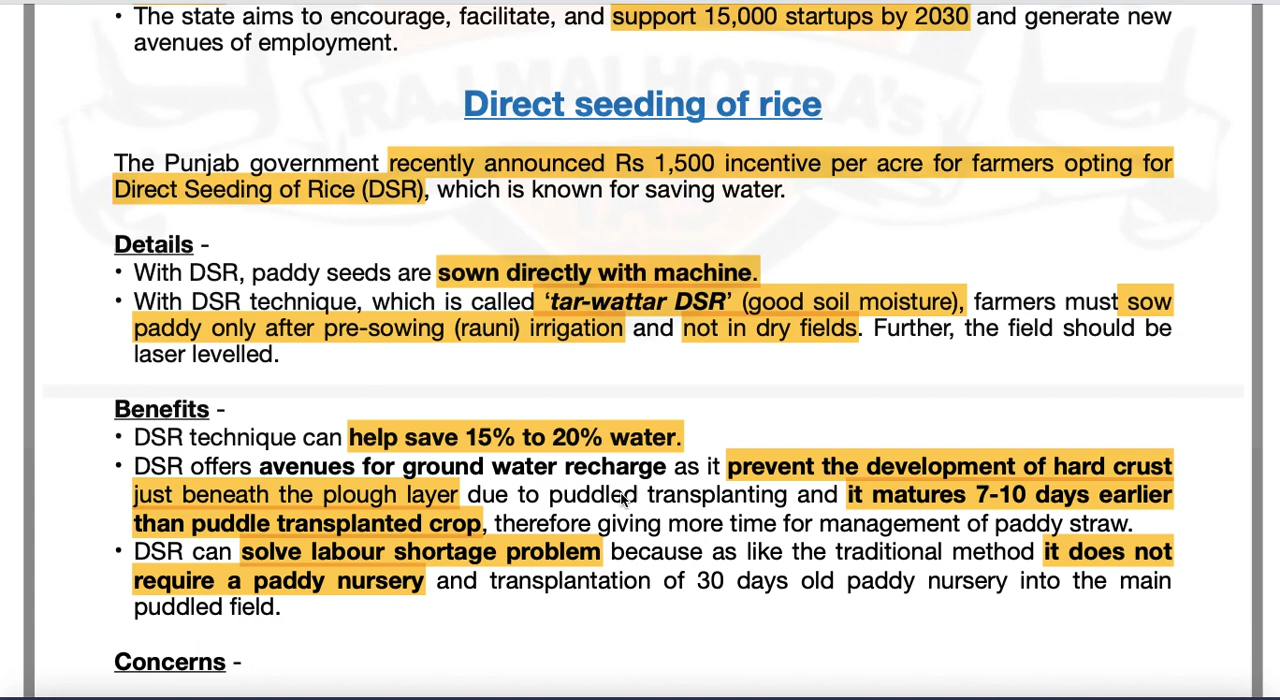 • The state aims to encourage, facilitate, and support 15,000 startups by 2030 and generate new
avenues of employment.
RAJ MALHOTRA's
IAS
Direct seeding of rice
The Punjab government recently announced Rs 1,500 incentive per acre for farmers opting for
Direct Seeding of Rice (DSR), which is known for saving water.
Details -
• With DSR, paddy seeds are sown directly with machine.
• With DSR technique, which is called ‘tar-wattar DSR’ (good soil moisture), farmers must sow
paddy only after pre-sowing (rauni) irrigation and not in dry fields. Further, the field should be
laser levelled.
Benefits -
• DSR technique can help save 15% to 20% water.
• DSR offers avenues for ground water recharge as it prevent the development of hard crust
just beneath the plough layer due to puddled transplanting and it matures 7-10 days earlier
than puddle transplanted crop, therefore giving more time for management of paddy straw.
• DSR can solve labour shortage problem because as like the traditional method it does not
require a paddy nursery and transplantation of 30 days old paddy nursery into the main
puddled field.
Concerns -